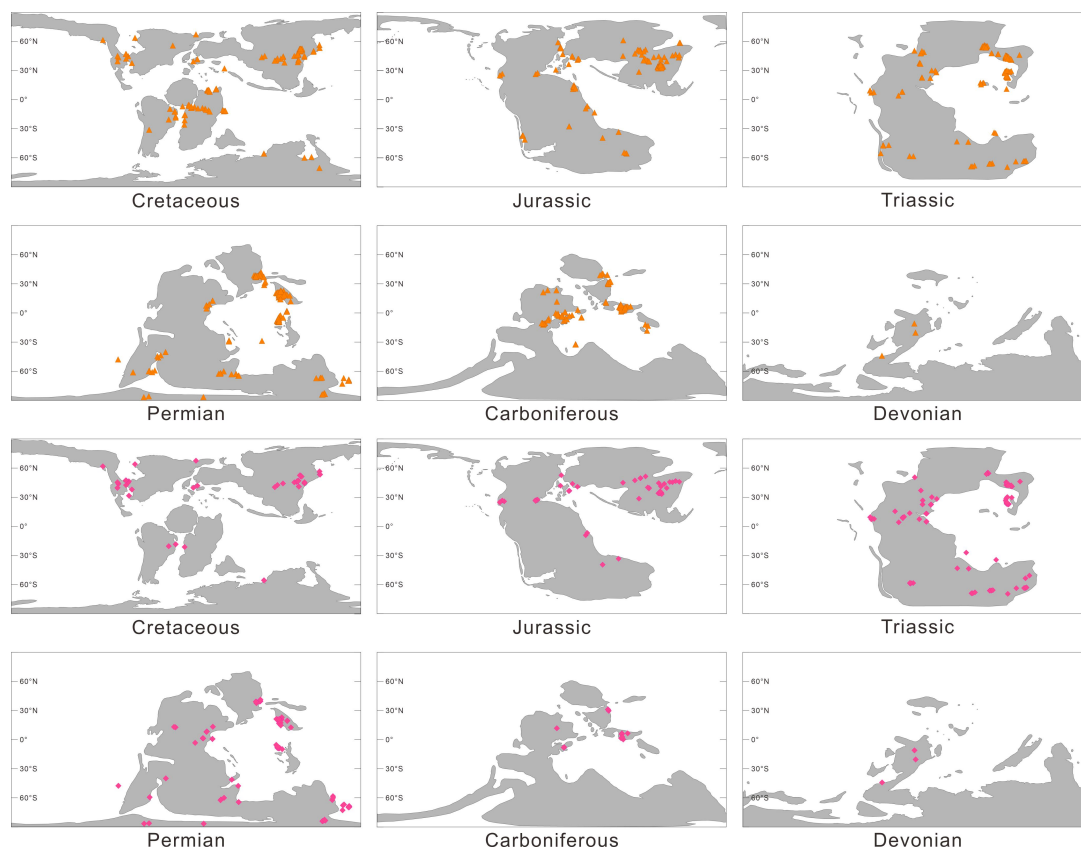 60°N
30°N
0°
30°S
60°S
Cretaceous
60°N
30°N
0°
30°S
60°S
Jurassic
60°N
30°N
0°
30°S
60°S
Triassic
60°N
30°N
0°
30°S
60°S
Permian
60°N
30°N
0°
30°S
60°S
Carboniferous
60°N
30°N
0°
30°S
60°S
Devonian
60°N
30°N
0°
30°S
60°S
Cretaceous
60°N
30°N
0°
30°S
60°S
Jurassic
60°N
30°N
0°
30°S
60°S
Triassic
60°N
30°N
0°
30°S
60°S
Permian
60°N
30°N
0°
30°S
60°S
Carboniferous
60°N
30°N
0°
30°S
60°S
Devonian